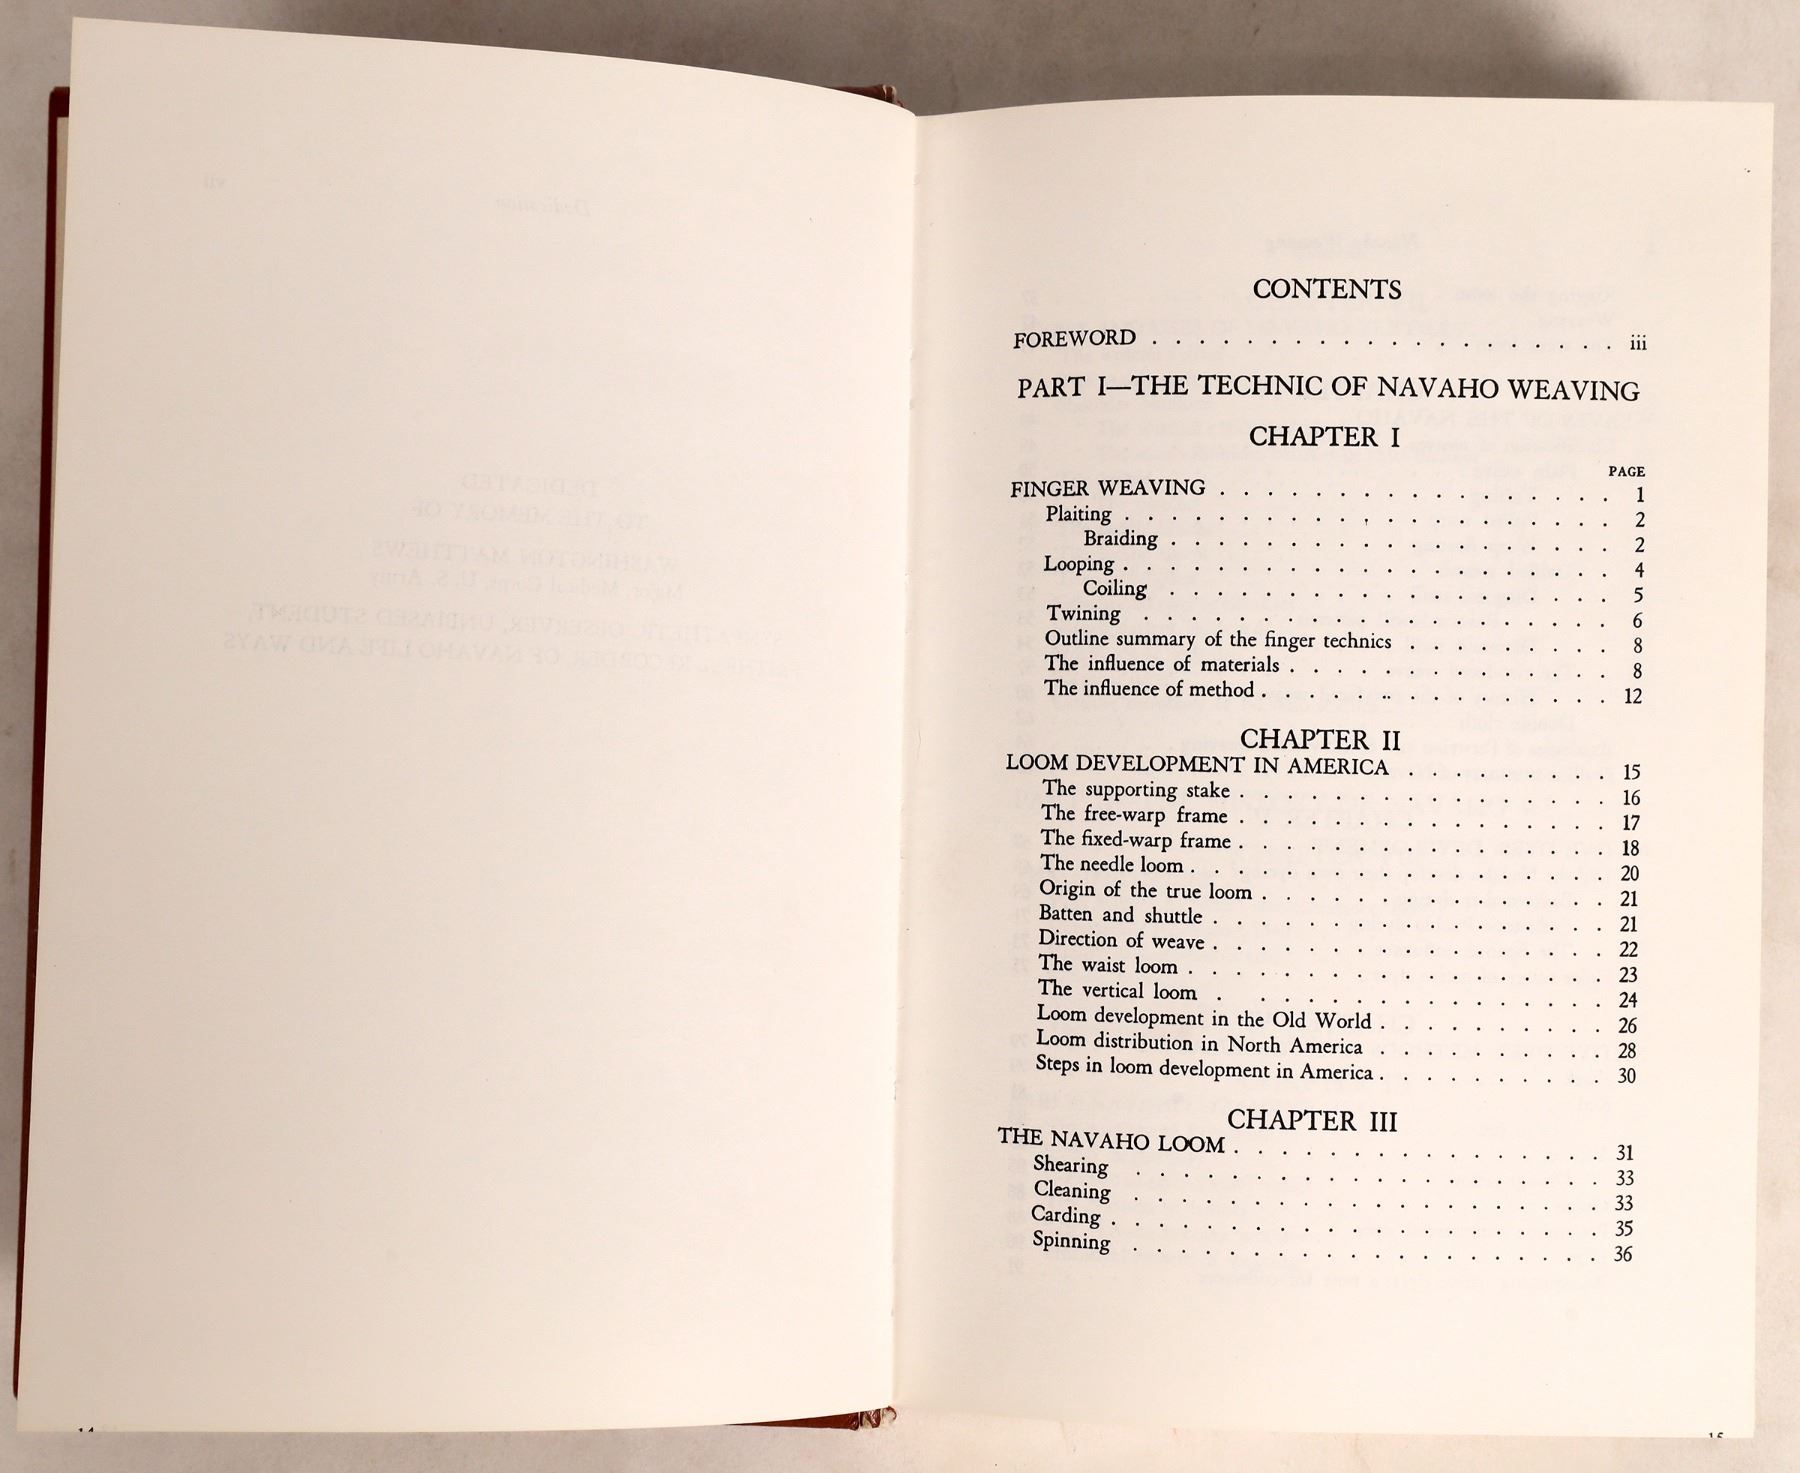 CONTENTS
FOREWORD . . . . . . . . . . . . . . . . . . . . iii
PART I—THE TECHNIC OF NAVAHO WEAVING
CHAPTER I
PAGE
FINGER WEAVING . . . . . . . . . . . . . . . . . 1
Plaiting . . . . . . . . . . . . . . . . . . . . . 2
Braiding . . . . . . . . . . . . . . . . . . . 2
Looping . . . . . . . . . . . . . . . . . . . . . 4
Coiling . . . . . . . . . . . . . . . . . . . 5
Twining . . . . . . . . . . . . . . . . . . . . 6
Outline summary of the finger technics . . . . . . . . . 8
The influence of materials . . . . . . . . . . . . . . 8
The influence of method . . . . . . . . . . . . . . . 12
CHAPTER II
LOOM DEVELOPMENT IN AMERICA . . . . . . . . . 15
The supporting stake . . . . . . . . . . . . . . . . 16
The free-warp frame . . . . . . . . . . . . . . . . 17
The fixed-warp frame . . . . . . . . . . . . . . . . 18
The needle loom . . . . . . . . . . . . . . . . . . 20
Origin of the true loom . . . . . . . . . . . . . . . 21
Batten and shuttle . . . . . . . . . . . . . . . . . 21
Direction of weave . . . . . . . . . . . . . . . . . 22
The waist loom . . . . . . . . . . . . . . . . . . 23
The vertical loom . . . . . . . . . . . . . . . . 24
Loom development in the Old World . . . . . . . . . . 26
Loom distribution in North America . . . . . . . . . . 28
Steps in loom development in America . . . . . . . . . . 30
CHAPTER III
THE NAVAHO LOOM . . . . . . . . . . . . . . . . 31
Shearing . . . . . . . . . . . . . . . . . . . . 33
Cleaning . . . . . . . . . . . . . . . . . . . . 33
Carding . . . . . . . . . . . . . . . . . . . . . 35
Spinning . . . . . . . . . . . . . . . . . . . . 36